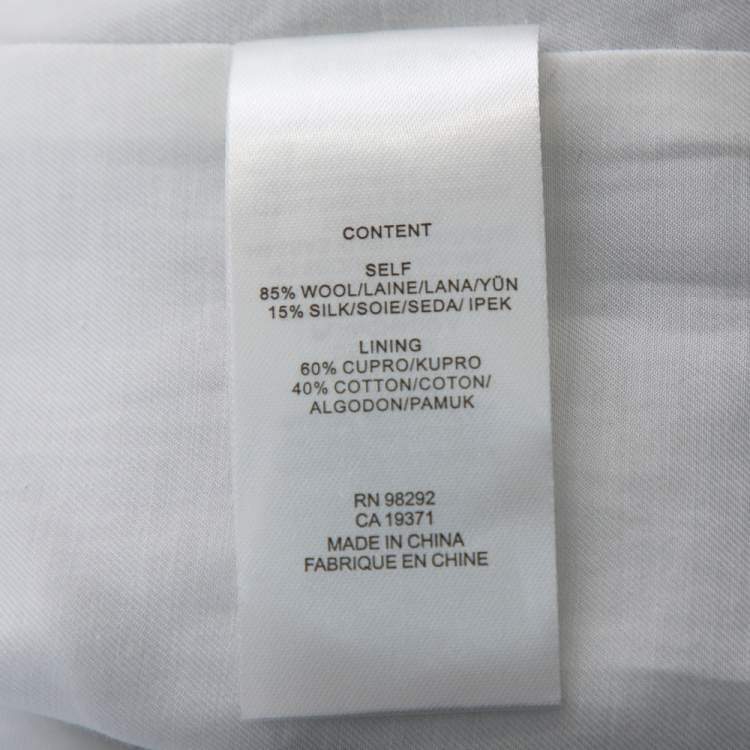 CONTENT
SELF
85% WOOL/LAINE/LANA/YÜN
15% SILK/SOIE/SEDA/ IPEK
LINING
60% CUPRO/KUPRO
40% COTTON/COTON/
ALGODON/PAMUK
RN 98292
CA 19371
MADE IN CHINA
FABRIQUE EN CHINE